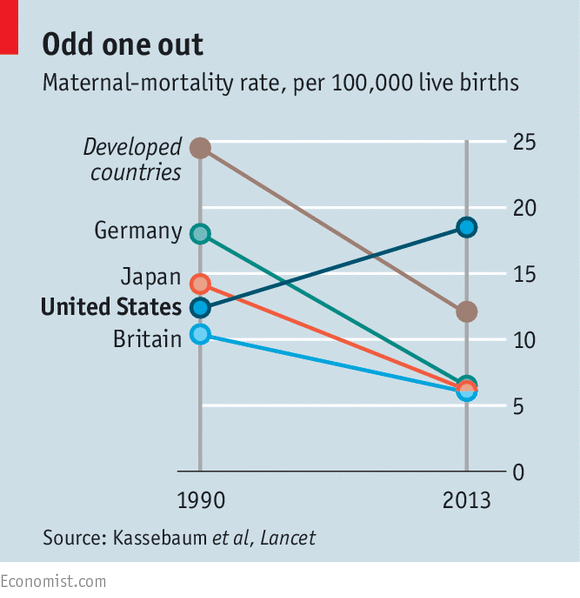 Odd one out
Maternal-mortality rate, per 100,000 live births
Developed
countries
Germany
Japan
United States
Britain
25
20
15
10
5
0
1990
2013
Source: Kassebaum et al, Lancet
Economist.com